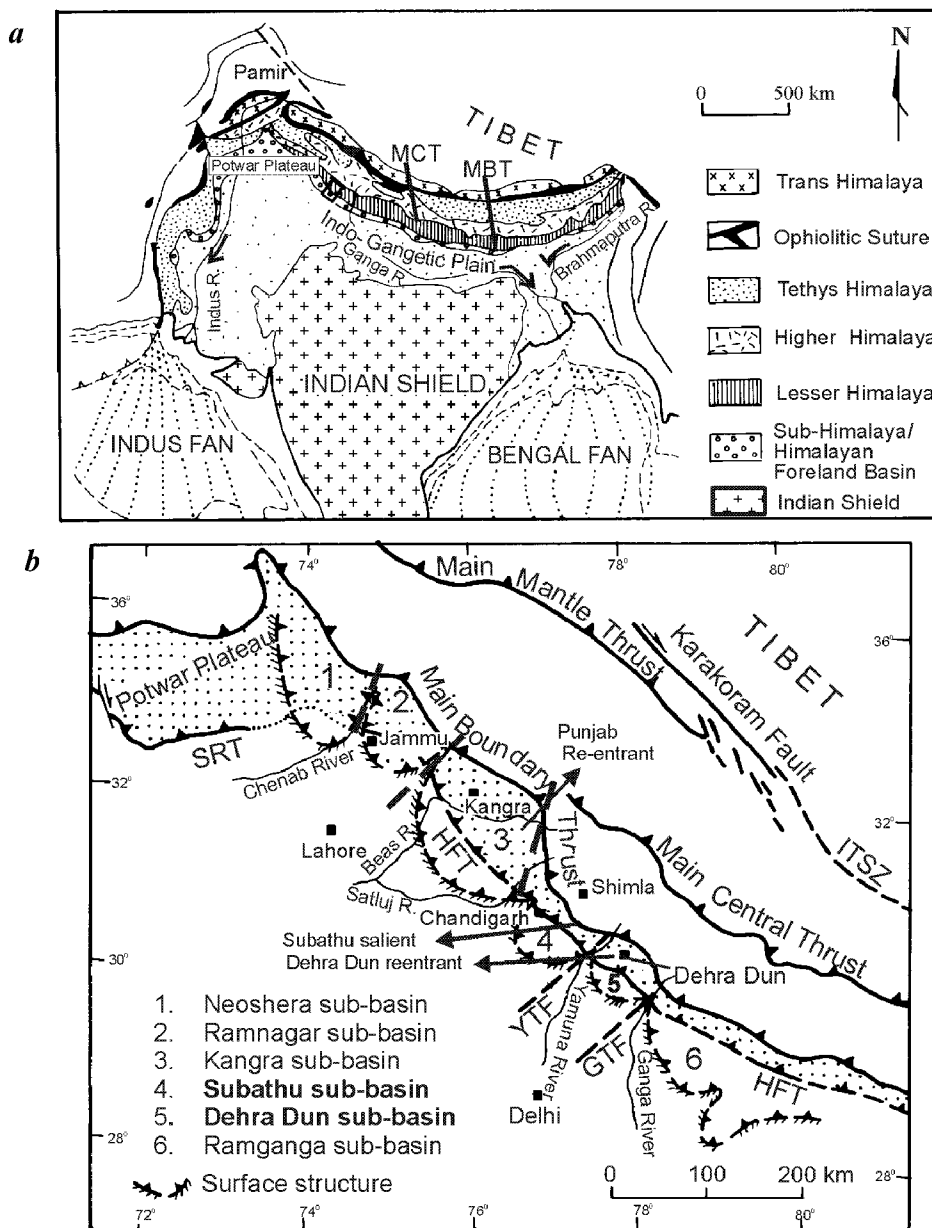 a
N
Pamir
0 500 km
TIBET
MCT
MBT
Potwar Plateau
Indo-Gangetic Plain
Ganga R.
Brahmaputra R.
Indus R.
INDIAN SHIELD
INDUS FAN
BENGAL FAN
Trans Himalaya
Ophiolitic Suture
Tethys Himalaya
Higher Himalaya
Lesser Himalaya
Sub-Himalaya/
Himalayan
Foreland Basin
Indian Shield
b
74°
76°
78°
80°
36°
36°
Main
Mantle
Thrust
Karakoram Fault
TIBET
Potwar Plateau
1
2
Main Boundary
Thrust
SRT
Jammu
Chenab River
Punjab
Re-entrant
32°
32°
Kangra
Lahore
Beas R.
HFT
3
ITSZ
Main Central Thrust
Satluj R.
Shimla
Chandigarh
Subathu salient
4
30°
30°
Dehra Dun reentrant
Dehra Dun
5
YTF
Yamuna River
GTF
Ganga River
6
HFT
Delhi
1 Neoshera sub-basin
2. Ramnagar sub-basin
3. Kangra sub-basin
4. Subathu sub-basin
5. Dehra Dun sub-basin
6. Ramganga sub-basin
Surface structure
28°
28°
0 100 200 km
72°
74°
76°
78°
80°